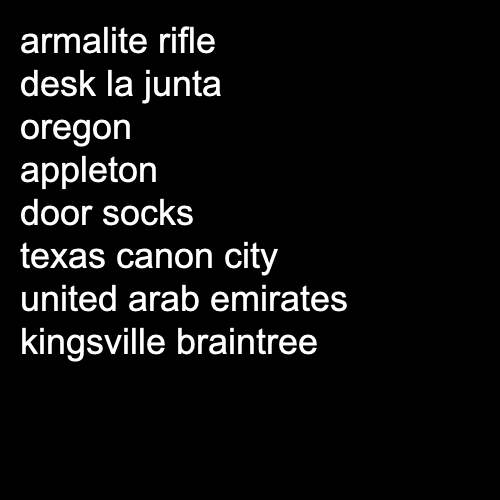 armalite rifle
desk la junta
oregon
appleton
door socks
texas canon city
united arab emirates
kingsville braintree